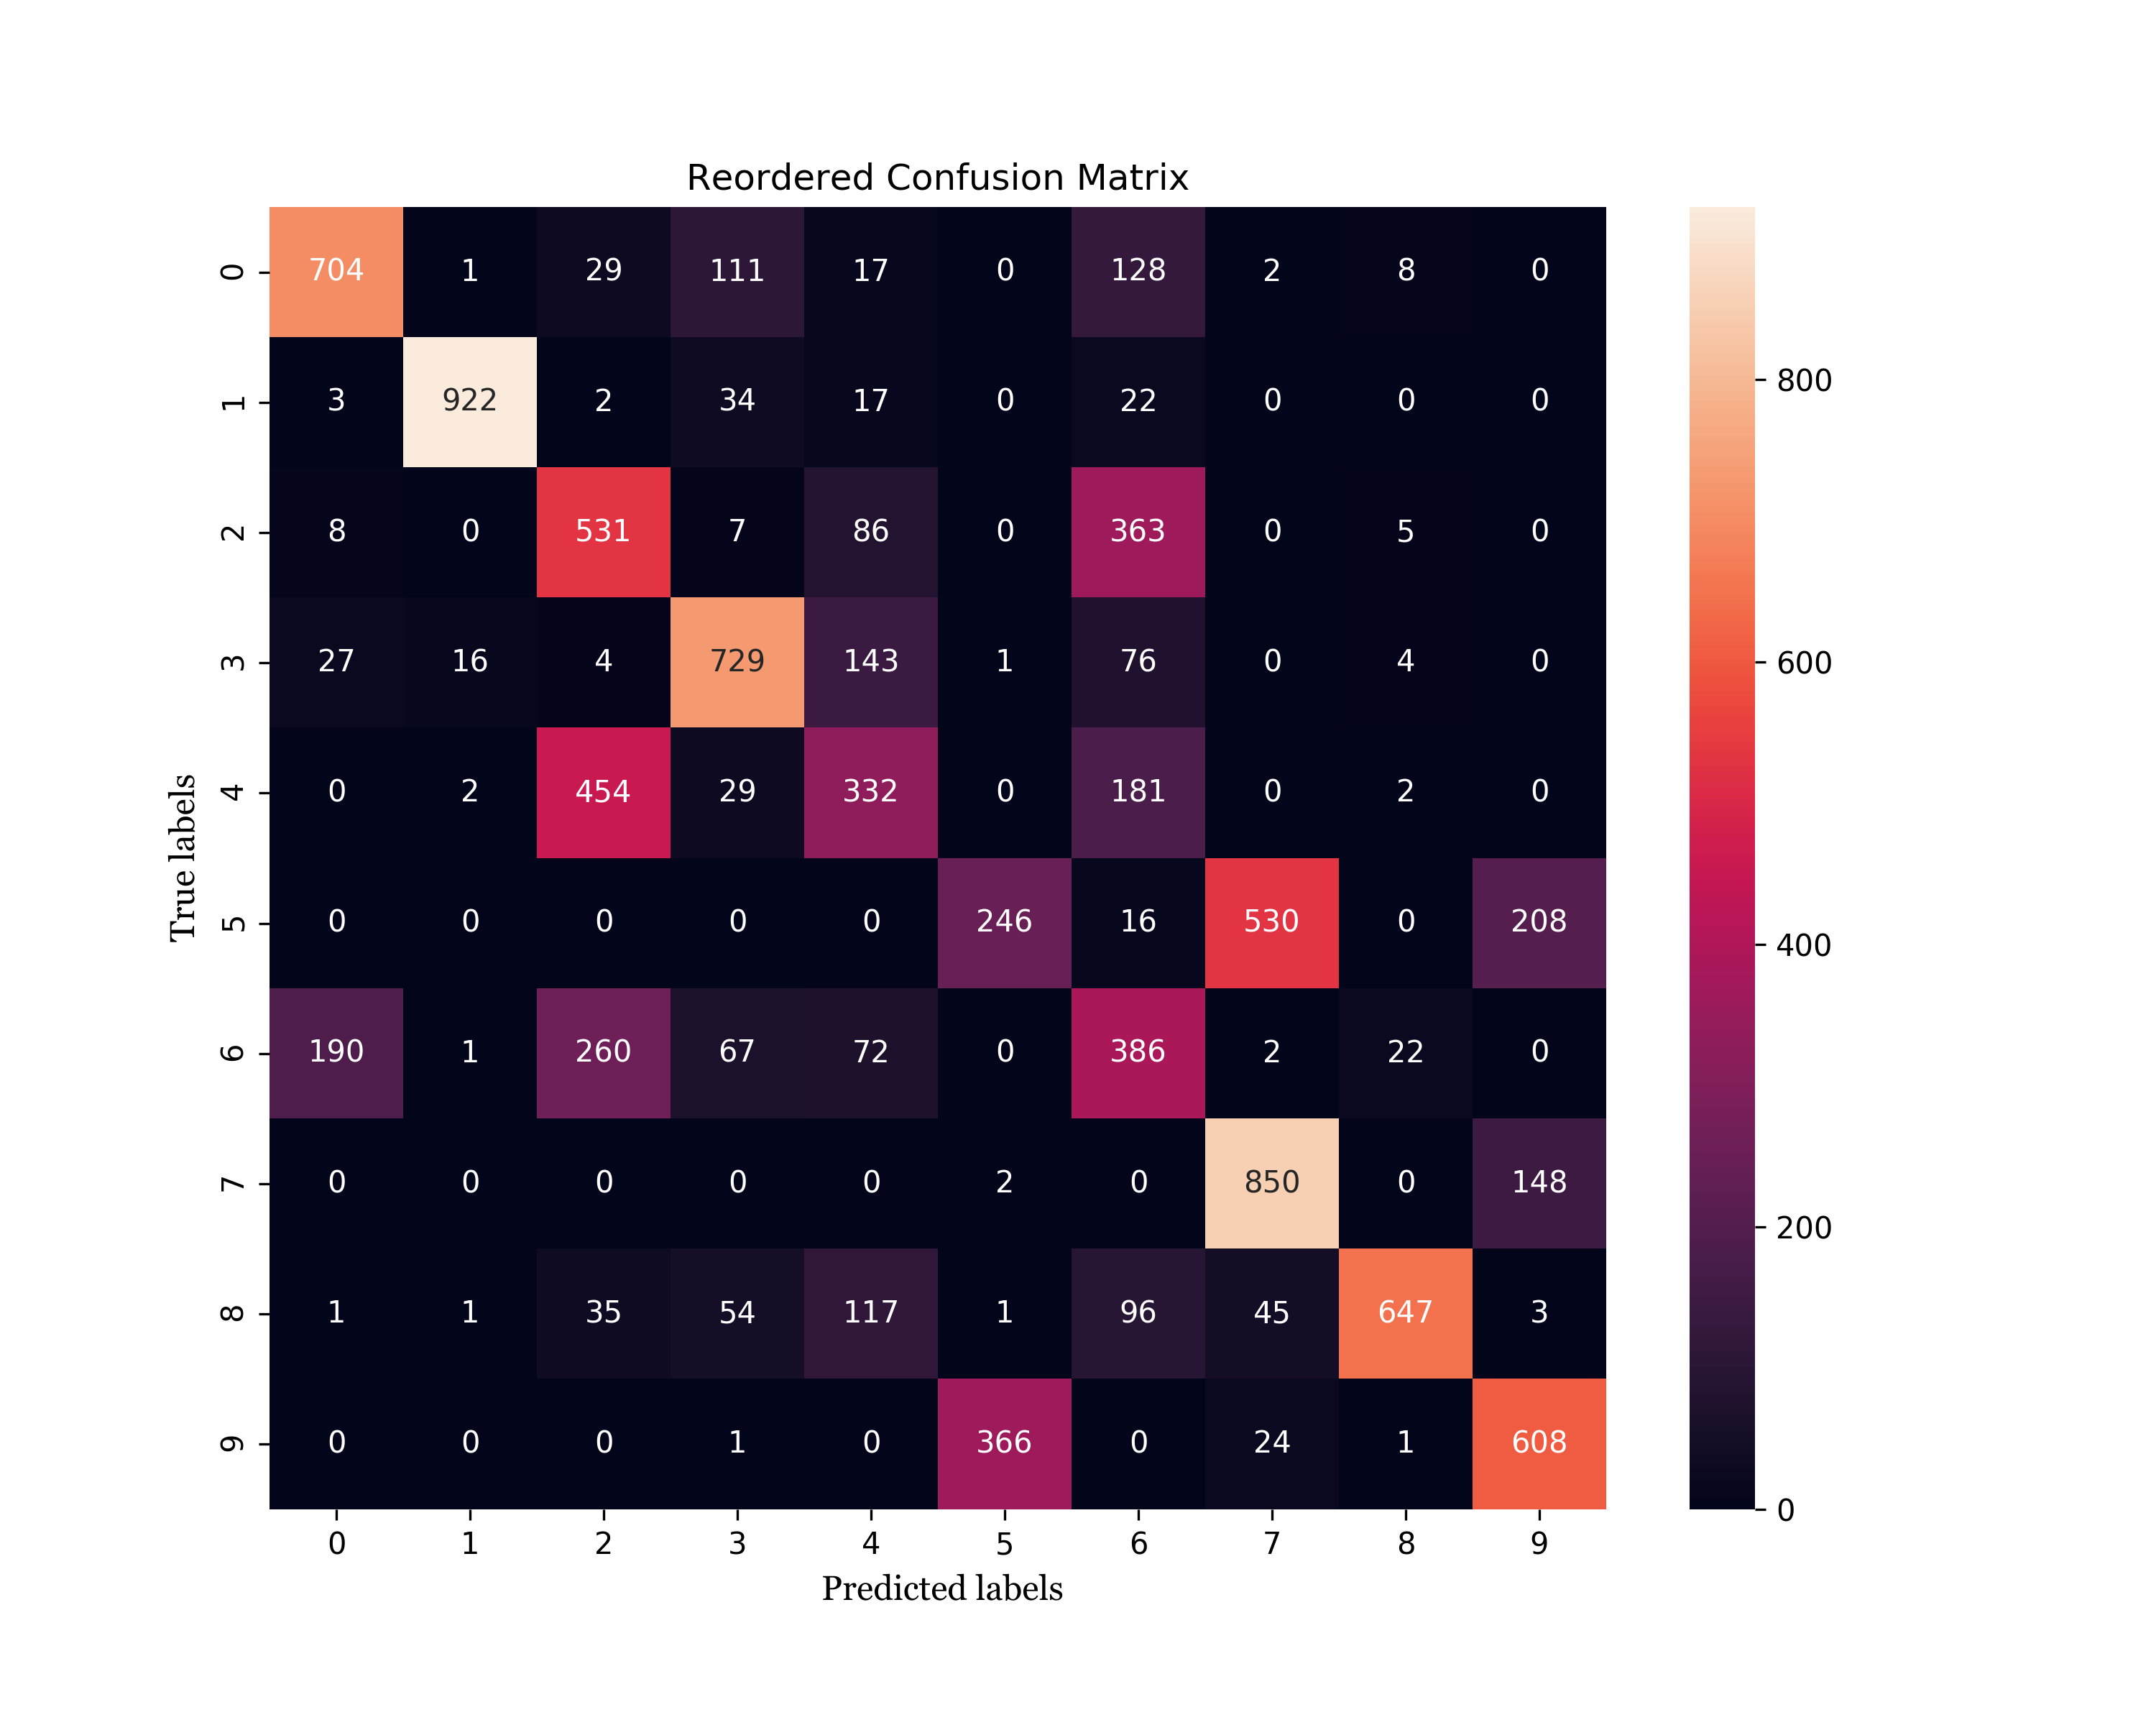 Reordered Confusion Matrix
0 704 1 29 111 17 0 128 2 8 0
1 3 922 2 34 17 0 22 0 0 0
2 8 0 531 7 86 0 363 0 5 0
3 27 16 4 729 143 1 76 0 4 0
4 0 2 454 29 332 0 181 0 2 0
5 0 0 0 0 0 246 16 530 0 208
6 190 1 260 67 72 0 386 2 22 0
7 0 0 0 0 0 2 0 850 0 148
8 1 1 35 54 117 1 96 45 647 3
9 0 0 0 1 0 366 0 24 1 608
0 1 2 3 4 5 6 7 8 9
Predicted labels
True labels
800
600
400
200
0